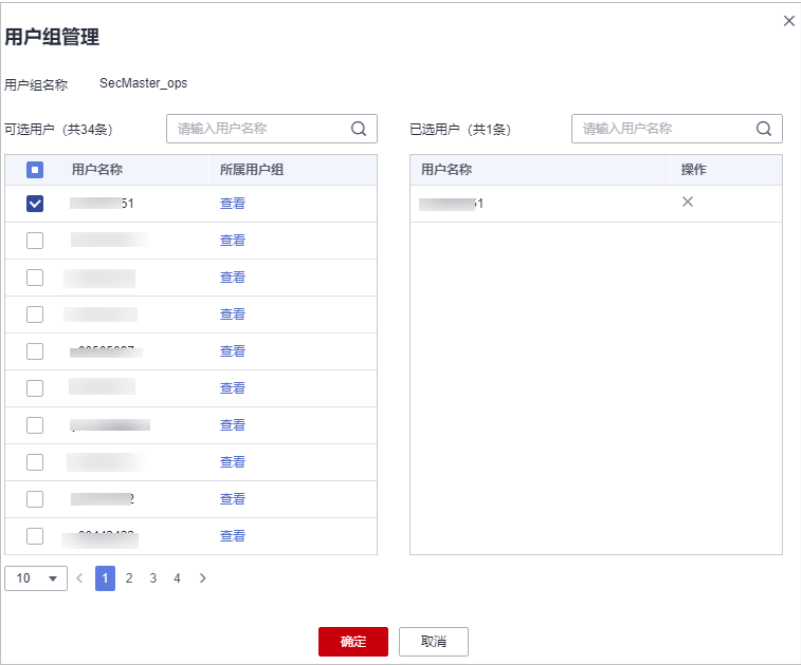 用户组管理
用户组名称 SecMaster_ops
可选用户（共34条） 请输入用户名称
用户名称 所属用户组
51 查看
查看
查看
查看
查看
查看
查看
查看
2 查看
查看
10 1 2 3 4
已选用户（共1条） 请输入用户名称
用户名称 操作
51
确定 取消